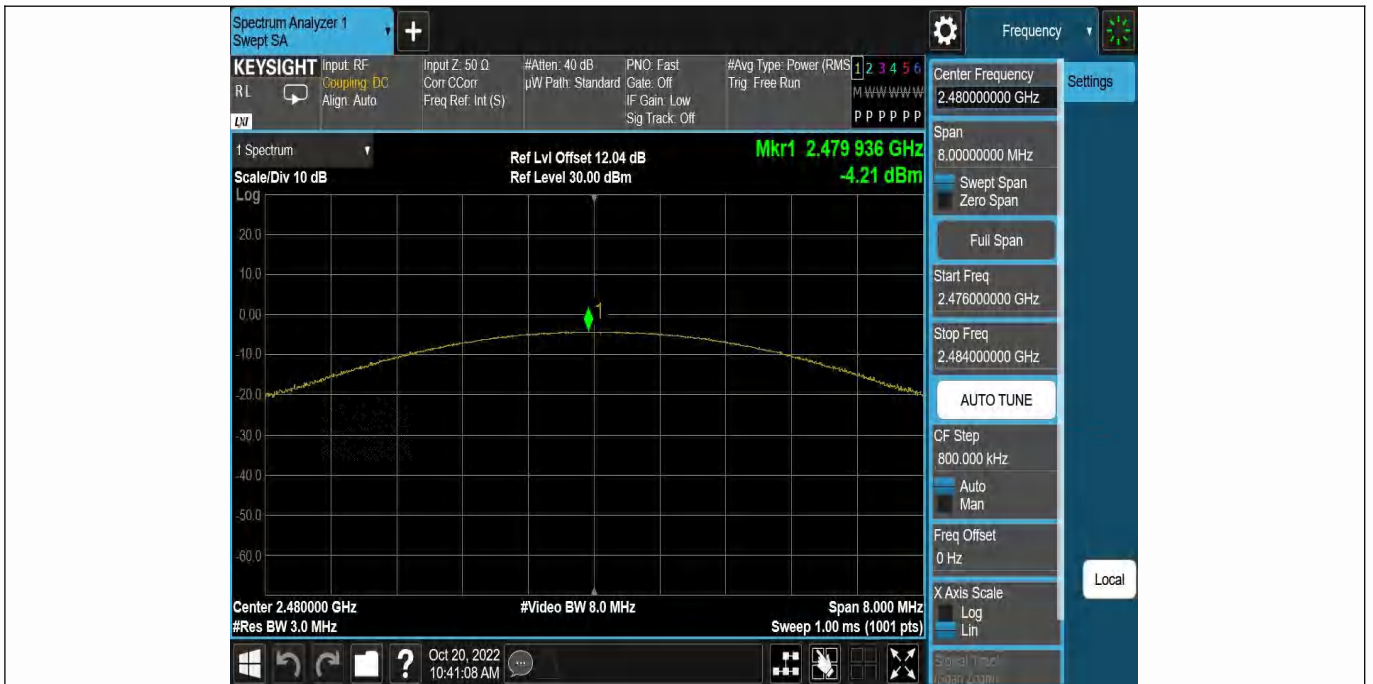 Spectrum Analyzer 1
Swept SA
+
Frequency
KEYSIGHT
RL
LXI
Input: RF
Coupling: DC
Align: Auto
Input Z: 50 Ω
Corr CCorr
Freq Ref: Int (S)
#Atten: 40 dB
µW Path: Standard
PNO: Fast
Gate: Off
IF Gain: Low
Sig Track: Off
#Avg Type: Power (RMS
Trig: Free Run
1 2 3 4 5 6
M W W W W W
P P P P P P
1 Spectrum
Scale/Div 10 dB
Log
Ref Lvl Offset 12.04 dB
Ref Level 30.00 dBm
Mkr1 2.479 936 GHz
-4.21 dBm
20.0
10.0
0.00
-10.0
-20.0
-30.0
-40.0
-50.0
-60.0
1
Center 2.480000 GHz
#Res BW 3.0 MHz
#Video BW 8.0 MHz
Span 8.000 MHz
Sweep 1.00 ms (1001 pts)
Center Frequency
2.480000000 GHz
Settings
Span
8.00000000 MHz
Swept Span
Zero Span
Full Span
Start Freq
2.476000000 GHz
Stop Freq
2.484000000 GHz
AUTO TUNE
CF Step
800.000 kHz
Auto
Man
Freq Offset
0 Hz
X Axis Scale
Log
Lin
Signal Track
(Span Zoom)
Local
?
Oct 20, 2022
10:41:08 AM